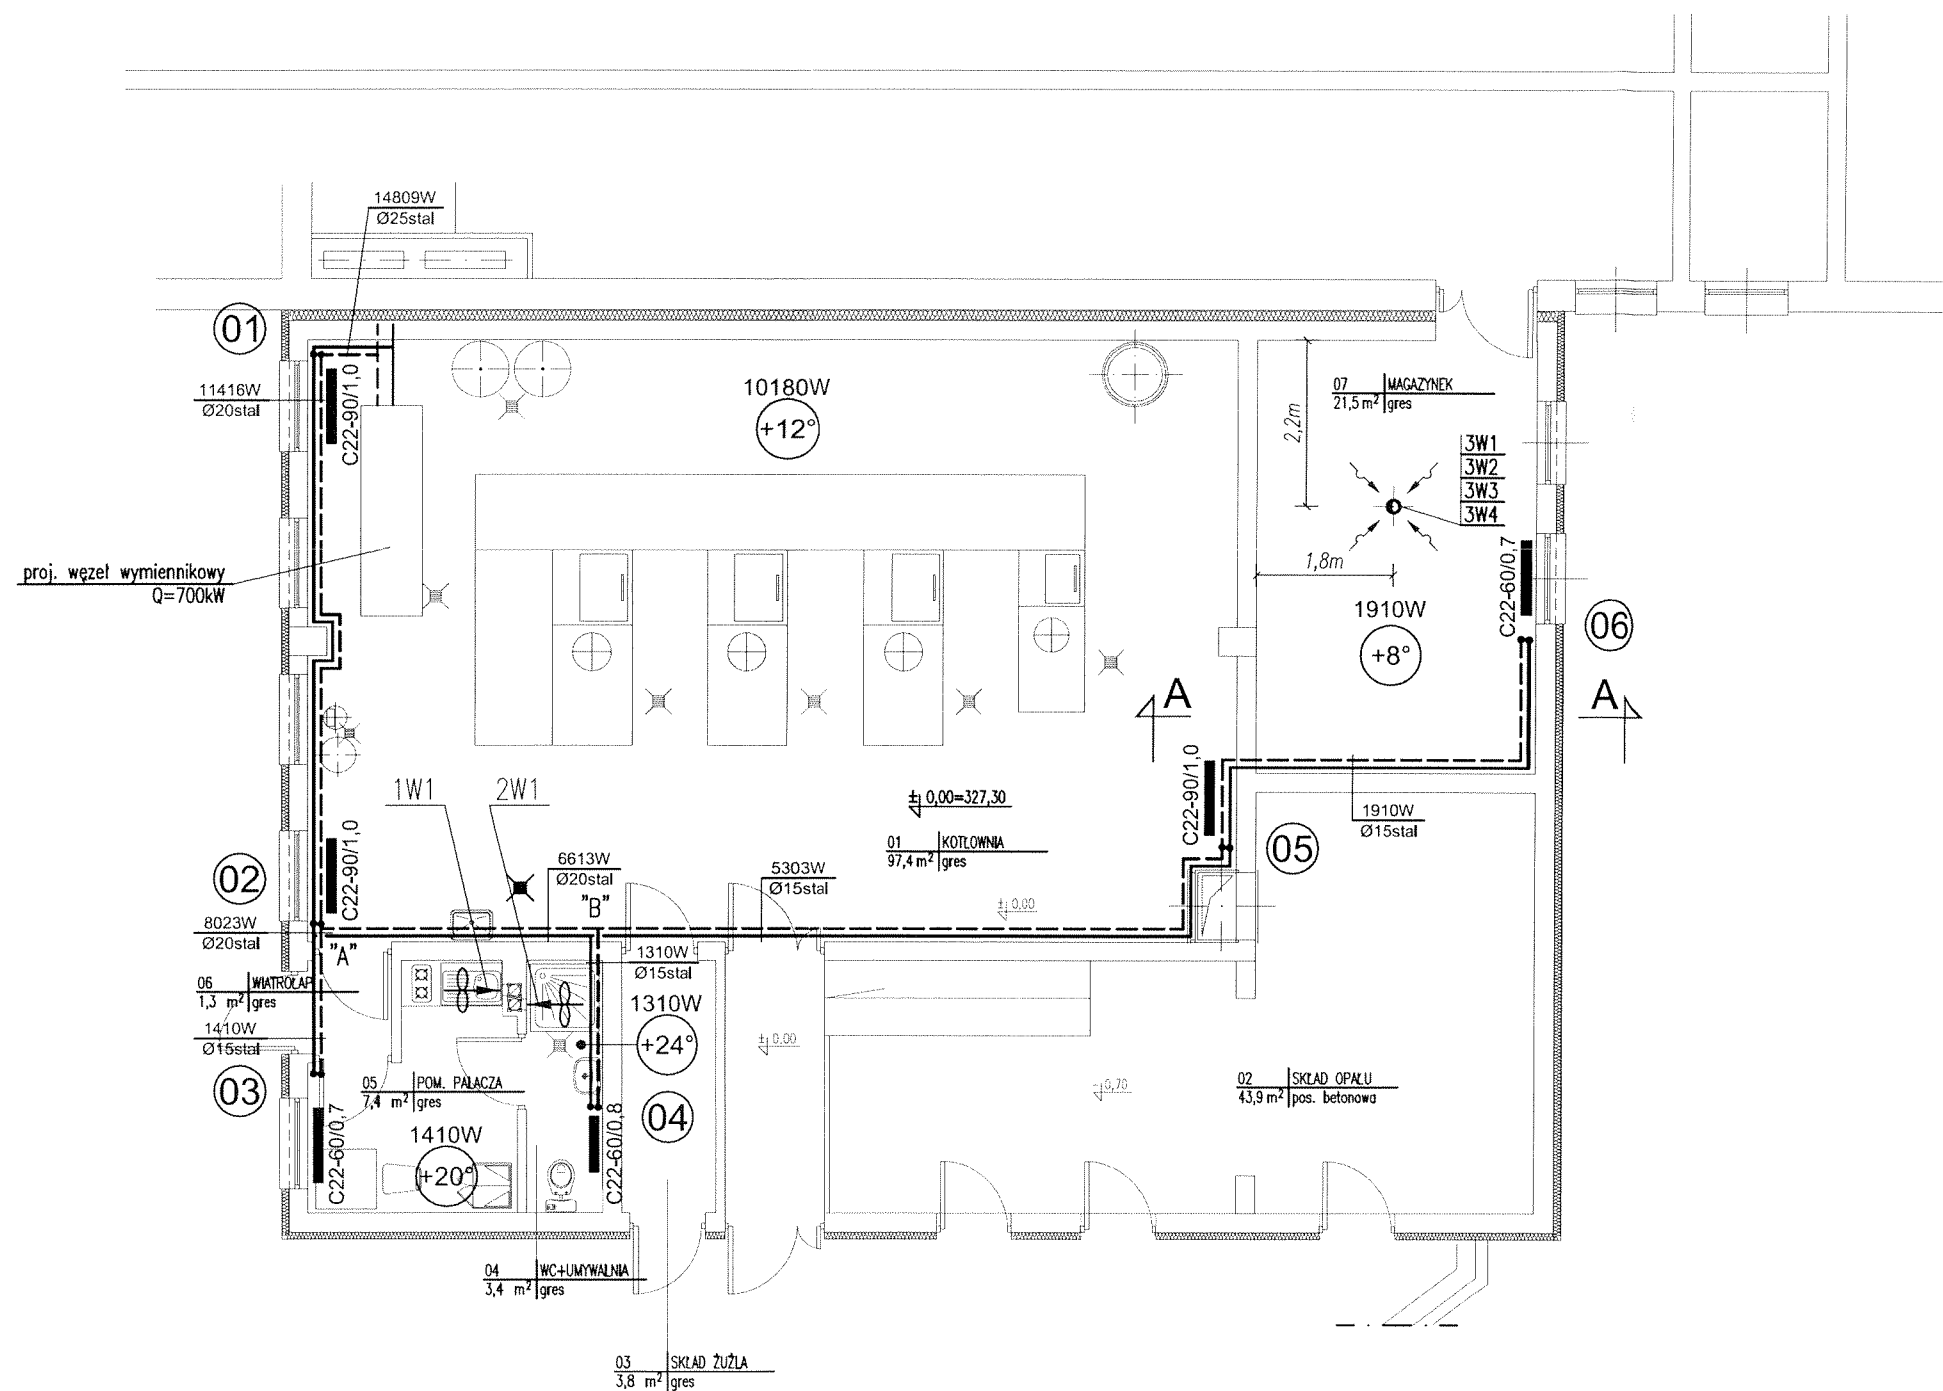 14809W
Ø25stal
01
11416W
Ø20stal
C22-90/1,0
10180W
+12°
2,2m
07 MAGAZYNEK
21,5 m² gres
3W1
3W2
3W3
3W4
1,8m
C22-60/0,7
1910W
+8°
06
proj. węzeł wymiennikowy
Q=700kW
A
A
1W1
2W1
± 0,00=327,30
01 KOTŁOWNIA
97,4 m² gres
C22-90/1,0
05
1910W
Ø15stal
02
C22-90/1,0
6613W
Ø20stal
5303W
Ø15stal
"B"
± 0,00
8023W
Ø20stal
"A"
1310W
Ø15stal
06 WIATROŁAP
1,3 m² gres
1310W
+24°
1410W
Ø15stal
± 0,00
03
05 POM. PALACZA
7,4 m² gres
04
-0,70
02 SKŁAD OPAŁU
43,9 m² pos. betonowa
C22-60/0,7
1410W
+20°
C22-60/0,8
04 WC+UMYWALNIA
3,4 m² gres
03 SKŁAD ŻUŻLA
3,8 m² gres